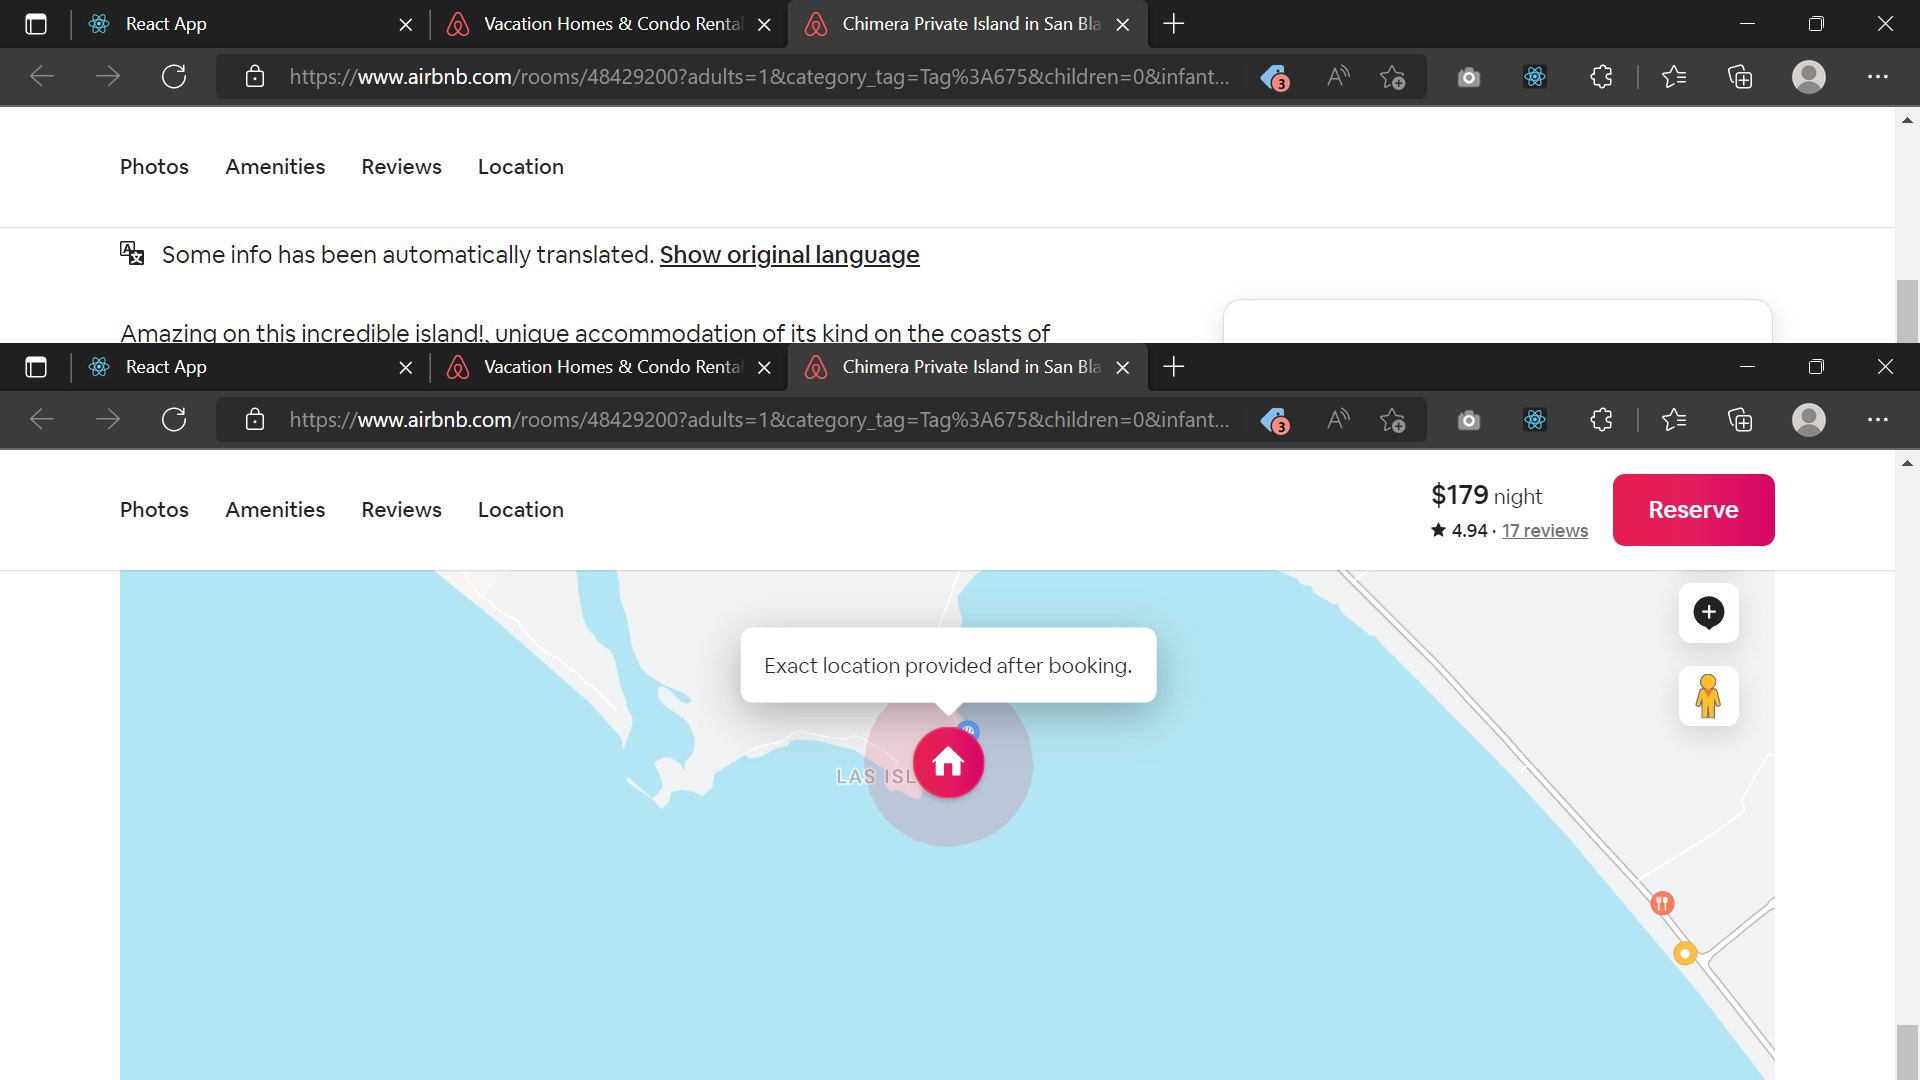 React App
Vacation Homes & Condo Rental
Chimera Private Island in San Bla
https://www.airbnb.com/rooms/48429200?adults=1&category_tag=Tag%3A675&children=0&infant...
3
Photos Amenities Reviews Location
Some info has been automatically translated. Show original language
Amazing on this incredible island!, unique accommodation of its kind on the coasts of
React App
Vacation Homes & Condo Rental
Chimera Private Island in San Bla
https://www.airbnb.com/rooms/48429200?adults=1&category_tag=Tag%3A675&children=0&infant...
3
Photos Amenities Reviews Location
$179 night
★ 4.94 · 17 reviews
Reserve
Exact location provided after booking.
LAS ISL